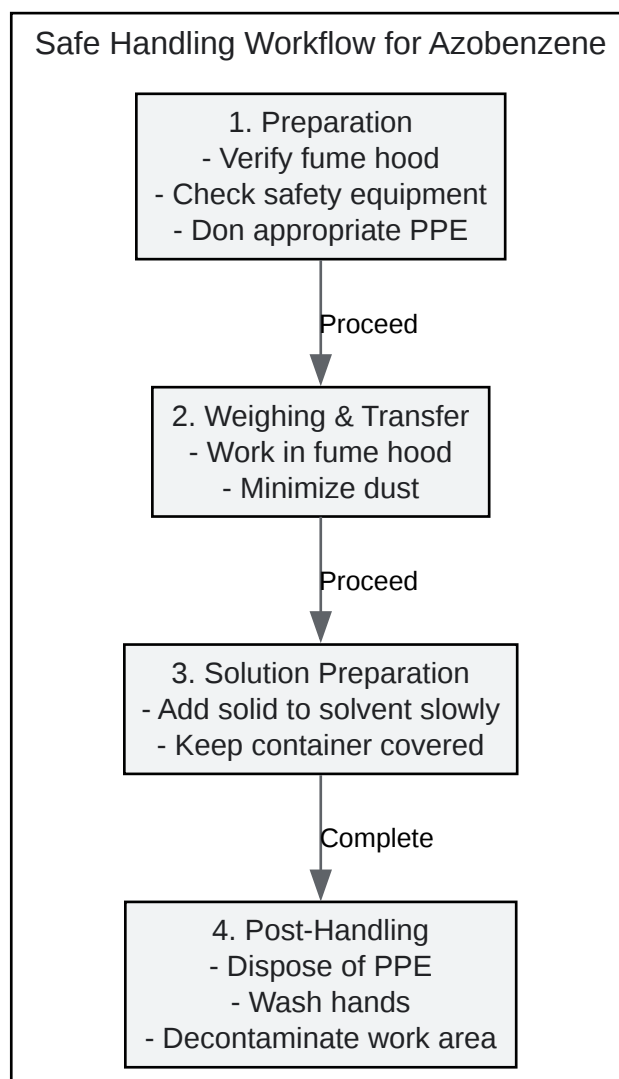 Safe Handling Workflow for Azobenzene
1. Preparation
- Verify fume hood
- Check safety equipment
- Don appropriate PPE
Proceed
2. Weighing & Transfer
- Work in fume hood
- Minimize dust
Proceed
3. Solution Preparation
- Add solid to solvent slowly
- Keep container covered
Complete
4. Post-Handling
- Dispose of PPE
- Wash hands
- Decontaminate work area